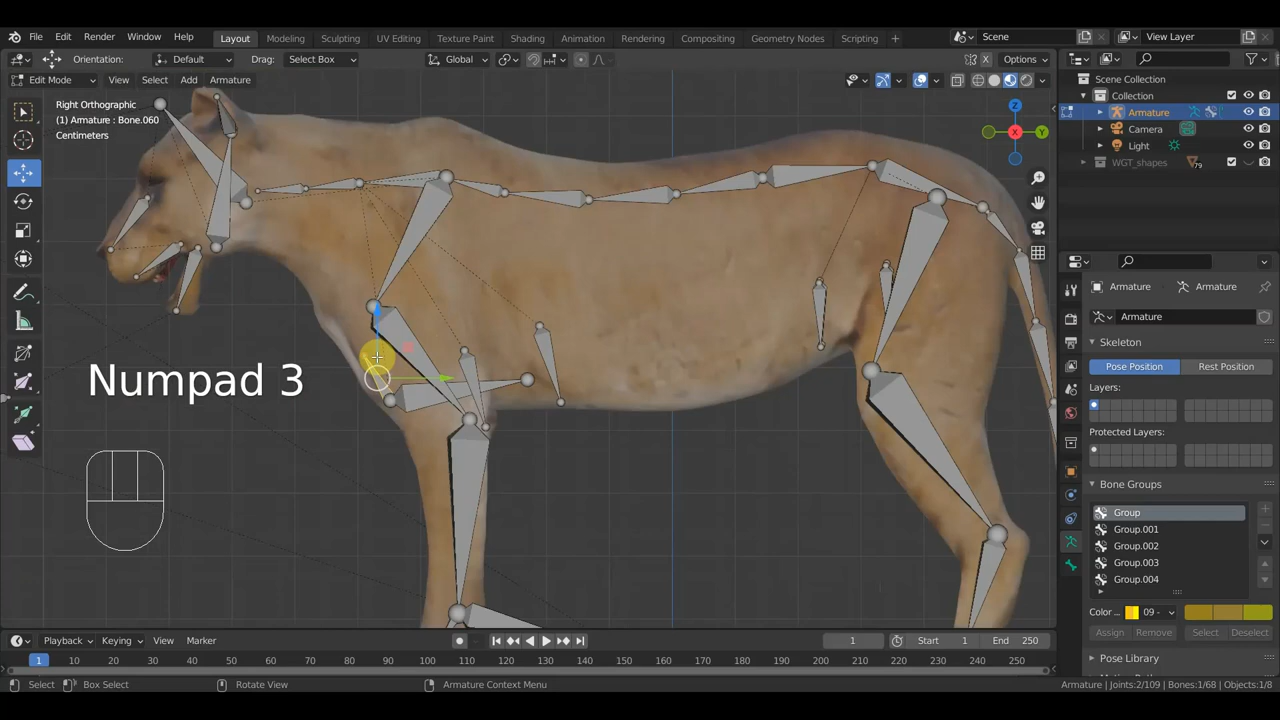 File Edit Render Window Help Layout Modeling Sculpting UV Editing Texture Paint Shading Animation Rendering Compositing Geometry Nodes Scripting + Scene View Layer
Orientation: Default Drag: Select Box Global Options
Edit Mode View Select Add Armature
Right Orthographic
(1) Armature : Bone.060
Centimeters
Z
X
Y
Numpad 3
Scene Collection
Collection
Armature
Camera
Light
WGT_shapes
79
Armature Armature
Armature
Skeleton
Pose Position Rest Position
Layers:
Protected Layers:
Bone Groups
Group
Group.001
Group.002
Group.003
Group.004
Color... 09 -
Assign Remove Select Deselect
Pose Library
Playback Keying View Marker 1 Start 1 End 250
1 10 20 30 40 50 60 70 80 90 100 110 120 130 140 150 160 170 180 190 200 210 220 230 240 250
Select Box Select Rotate View Armature Context Menu Armature | Joints:2/109 | Bones:1/68 | Objects:1/8